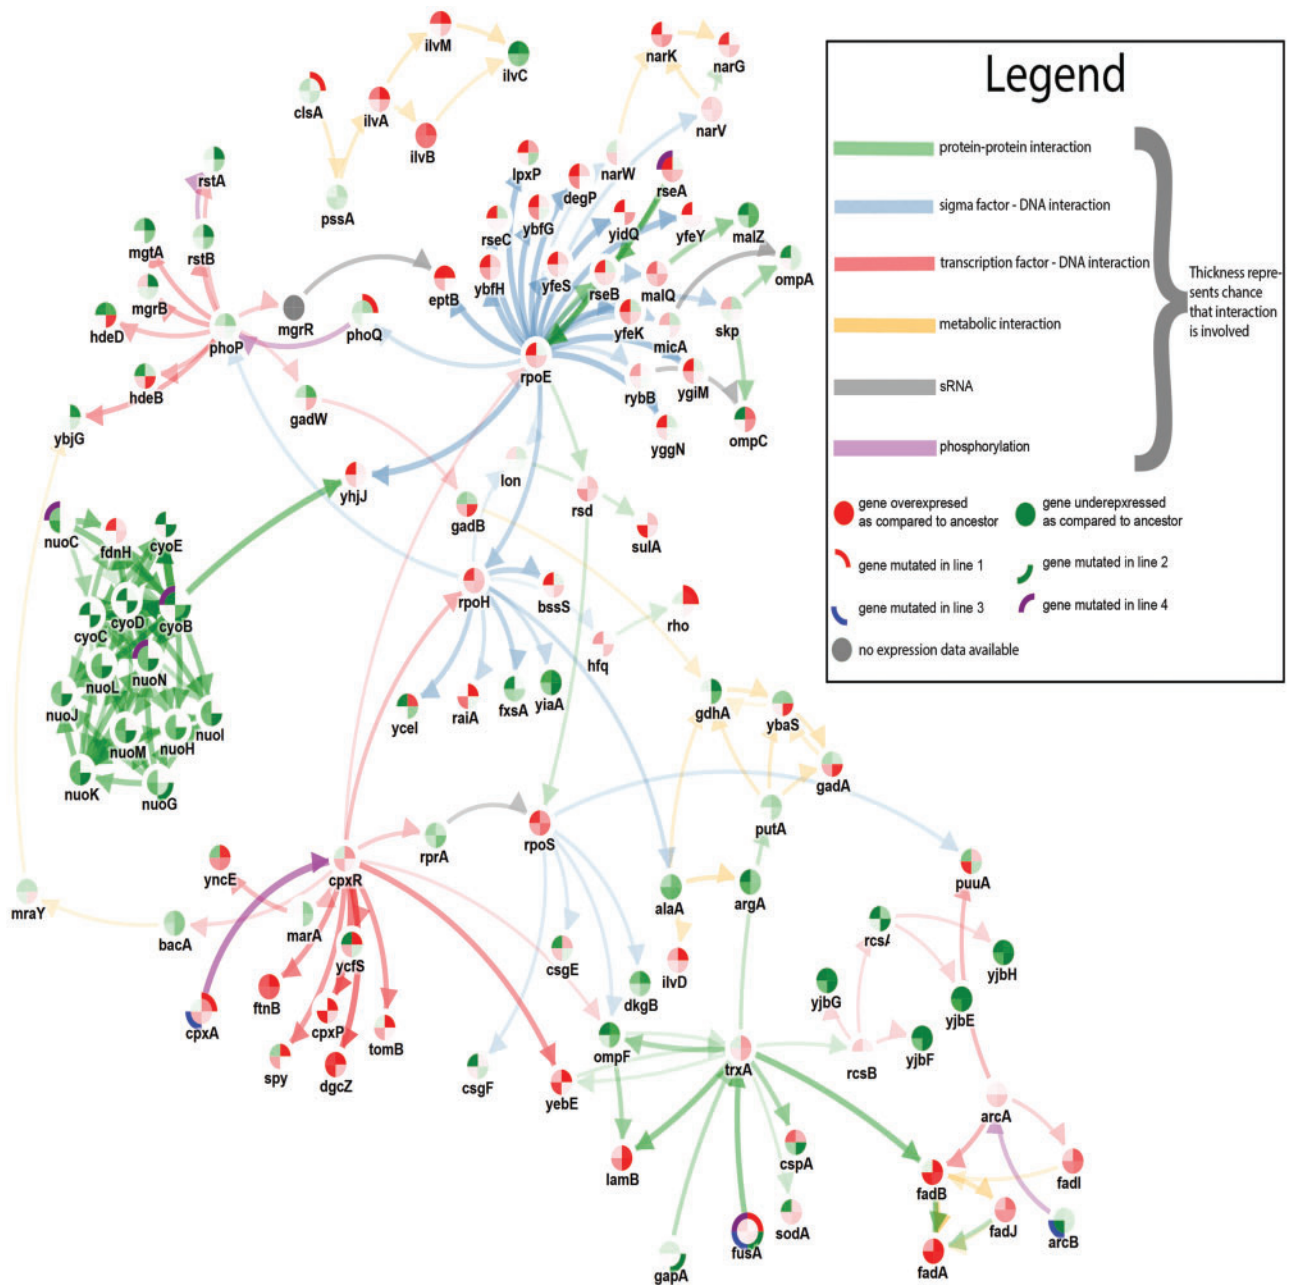 ilvM
ilvC
clsA
ilvA
ilvB
pssA
narK
narG
narV
narW
lpxP
degP
rseA
rseC
ybfG
yidQ
yfeY
malZ
ompA
ybfH
yfeS
rseB
malQ
eptB
yfeK
micA
skp
rpoE
rybB
ygiM
yggN
ompC
rstA
rstB
mgtA
mgrB
hdeD
phoP
mgrR
phoQ
hdeB
ybjG
gadW
yhjJ
gadB
lon
rsd
sulA
nuoC
fdnH
cyoE
cyoC
cyoD
cyoB
nuoL
nuoN
nuoJ
nuoM
nuoH
nuoI
nuoK
nuoG
rpoH
bssS
rho
hfq
yceI
raiA
fxsA
yiaA
gdhA
ybaS
gadA
putA
puuA
rpoS
rprA
cpxR
yncE
mraY
bacA
marA
ycfS
cpxA
ftnB
cpxP
tomB
spy
dgcZ
csgE
dkgB
ilvD
alaA
argA
ompF
csgF
yebE
trxA
rcsA
yjbH
yjbG
yjbE
yjbF
rcsB
arcA
lamB
cspA
sodA
fusA
gapA
fadB
fadI
fadJ
arcB
fadA
Legend
protein-protein interaction
sigma factor - DNA interaction
transcription factor - DNA interaction
metabolic interaction
sRNA
phosphorylation
Thickness repre-
sents chance
that interaction
is involved
gene overexpresed
as compared to ancestor
gene underepxressed
as compared to ancestor
gene mutated in line 1
gene mutated in line 2
gene mutated in line 3
gene mutated in line 4
no expression data available